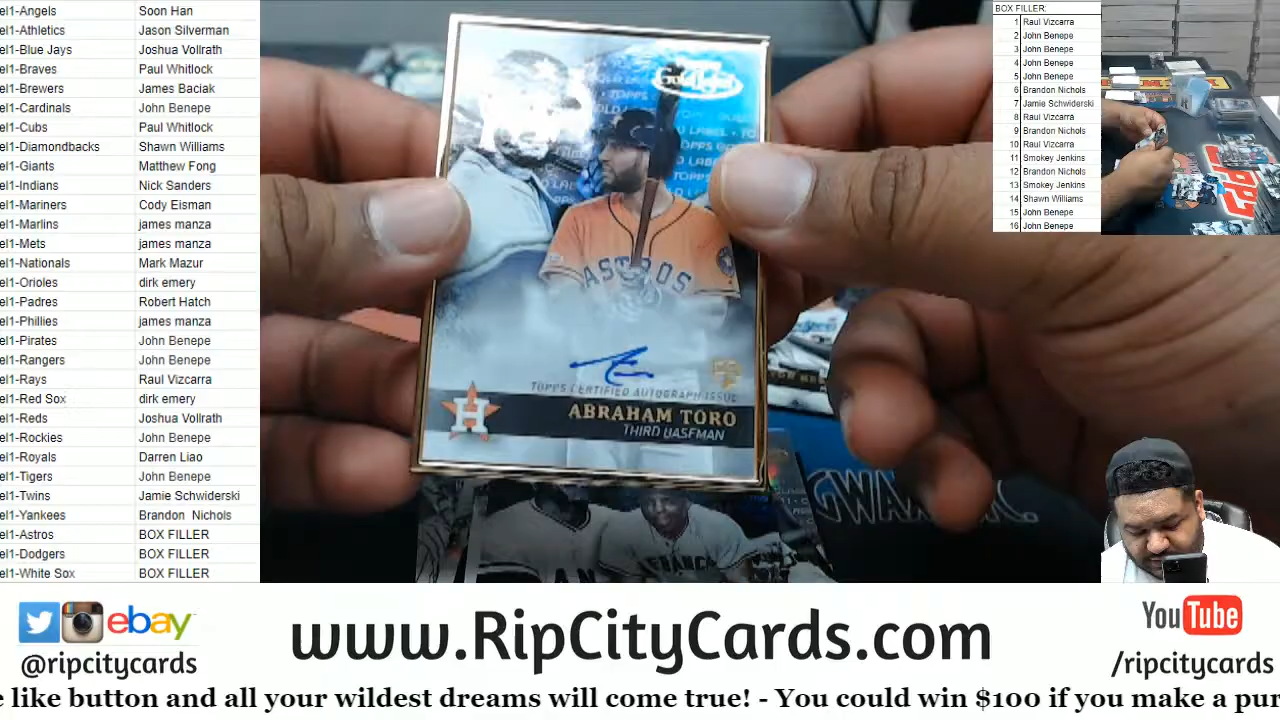 el1-Angels Soon Han
el1-Athletics Jason Silverman
el1-Blue Jays Joshua Vollrath
el1-Braves Paul Whitlock
el1-Brewers James Baciak
el1-Cardinals John Benepe
el1-Cubs Paul Whitlock
el1-Diamondbacks Shawn Williams
el1-Giants Matthew Fong
el1-Indians Nick Sanders
el1-Mariners Cody Eisman
el1-Marlins james manza
el1-Mets james manza
el1-Nationals Mark Mazur
el1-Orioles dirk emery
el1-Padres Robert Hatch
el1-Phillies james manza
el1-Pirates John Benepe
el1-Rangers John Benepe
el1-Rays Raul Vizcarra
el1-Red Sox dirk emery
el1-Reds Joshua Vollrath
el1-Rockies John Benepe
el1-Royals Darren Liao
el1-Tigers John Benepe
el1-Twins Jamie Schwiderski
el1-Yankees Brandon Nichols
el1-Astros BOX FILLER
el1-Dodgers BOX FILLER
el1-White Sox BOX FILLER
Gold Label
ASTROS
TOPPS CERTIFIED AUTOGRAPH ISSUE
ABRAHAM TORO
THIRD BASEMAN
H
BOX FILLER:
1 Raul Vizcarra
2 John Benepe
3 John Benepe
4 John Benepe
5 John Benepe
6 Brandon Nichols
7 Jamie Schwiderski
8 Raul Vizcarra
9 Brandon Nichols
10 Raul Vizcarra
11 Smokey Jenkins
12 Brandon Nichols
13 Smokey Jenkins
14 Shawn Williams
15 John Benepe
16 John Benepe
ebay
@ripcitycards
www.RipCityCards.com
YouTube
/ripcitycards
e like button and all your wildest dreams will come true! - You could win $100 if you make a pur